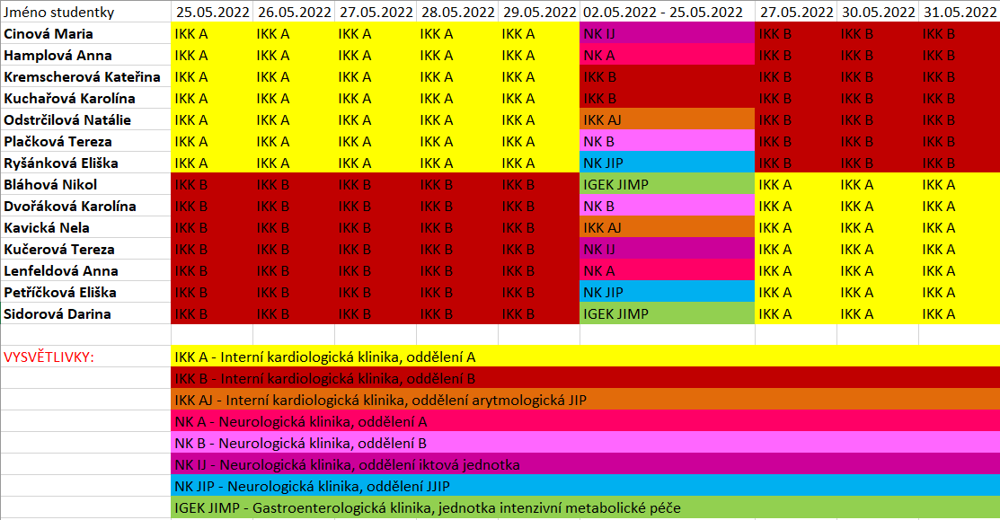 Jméno studentky 25.05.2022 26.05.2022 27.05.2022 28.05.2022 29.05.2022 02.05.2022 - 25.05.2022 27.05.2022 30.05.2022 31.05.2022
Cinová Maria IKK A IKK A IKK A IKK A IKK A NK IJ IKK B IKK B IKK B
Hamplová Anna IKK A IKK A IKK A IKK A IKK A NK A IKK B IKK B IKK B
Kremscherová Kateřina IKK A IKK A IKK A IKK A IKK A IKK B IKK B IKK B IKK B
Kuchařová Karolína IKK A IKK A IKK A IKK A IKK A IKK B IKK B IKK B IKK B
Odstrčilová Natálie IKK A IKK A IKK A IKK A IKK A IKK AJ IKK B IKK B IKK B
Plačková Tereza IKK A IKK A IKK A IKK A IKK A NK B IKK B IKK B IKK B
Ryšánková Eliška IKK A IKK A IKK A IKK A IKK A NK JIP IKK B IKK B IKK B
Bláhová Nikol IKK B IKK B IKK B IKK B IKK B IGEK JIMP IKK A IKK A IKK A
Dvořáková Karolína IKK B IKK B IKK B IKK B IKK B NK B IKK A IKK A IKK A
Kavická Nela IKK B IKK B IKK B IKK B IKK B IKK AJ IKK A IKK A IKK A
Kučerová Tereza IKK B IKK B IKK B IKK B IKK B NK IJ IKK A IKK A IKK A
Lenfeldová Anna IKK B IKK B IKK B IKK B IKK B NK A IKK A IKK A IKK A
Petříčková Eliška IKK B IKK B IKK B IKK B IKK B NK JIP IKK A IKK A IKK A
Sidorová Darina IKK B IKK B IKK B IKK B IKK B IGEK JIMP IKK A IKK A IKK A
VYSVĚTLIVKY: IKK A - Interní kardiologická klinika, oddělení A
IKK B - Interní kardiologická klinika, oddělení B
IKK AJ - Interní kardiologická klinika, oddělení arytmologická JIP
NK A - Neurologická klinika, oddělení A
NK B - Neurologická klinika, oddělení B
NK IJ - Neurologická klinika, oddělení iktová jednotka
NK JIP - Neurologická klinika, oddělení JJIP
IGEK JIMP - Gastroenterologická klinika, jednotka intenzivní metabolické péče